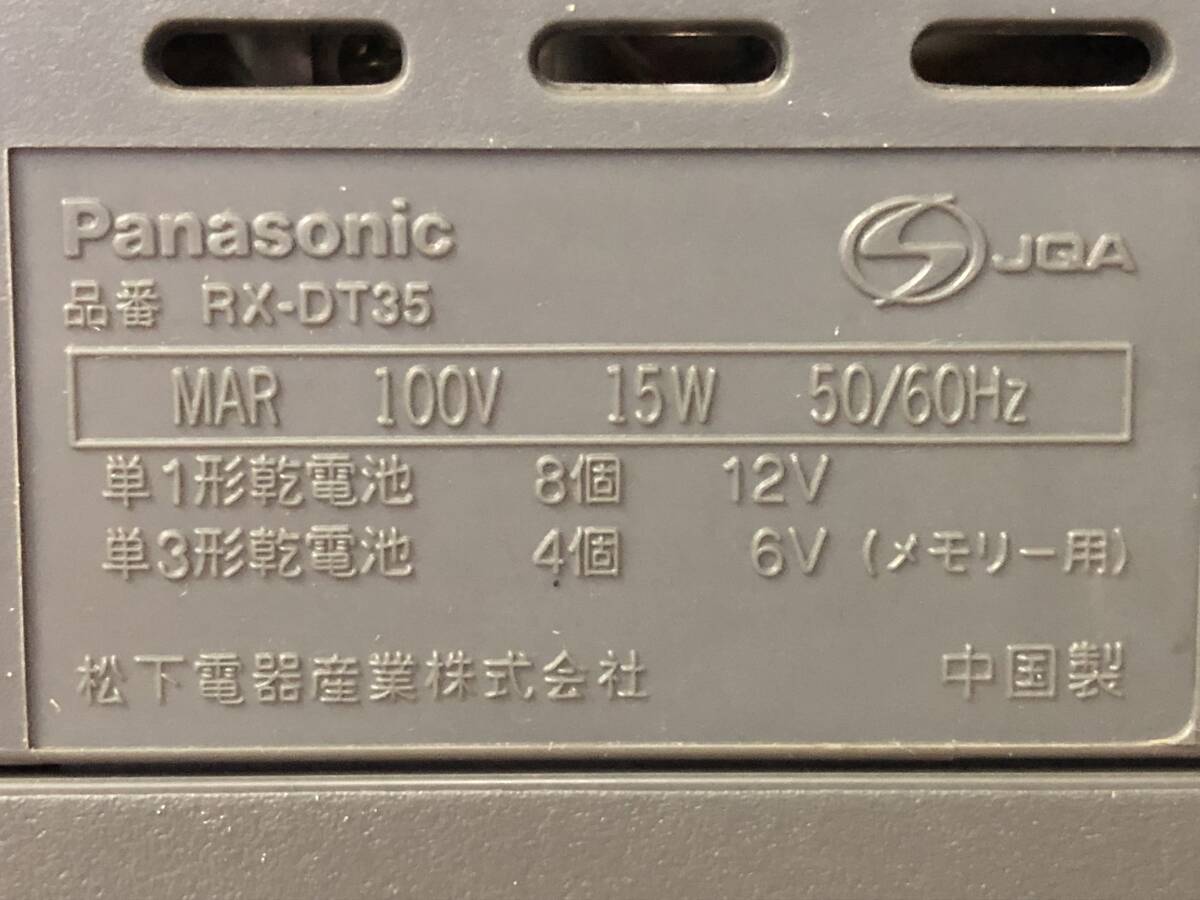 Panasonic
JQA
品番 RX-DT35
MAR 100V 15W 50/60Hz
単1形乾電池 8個 12V
単3形乾電池 4個 6V (メモリー用)
松下電器産業株式会社 中国製